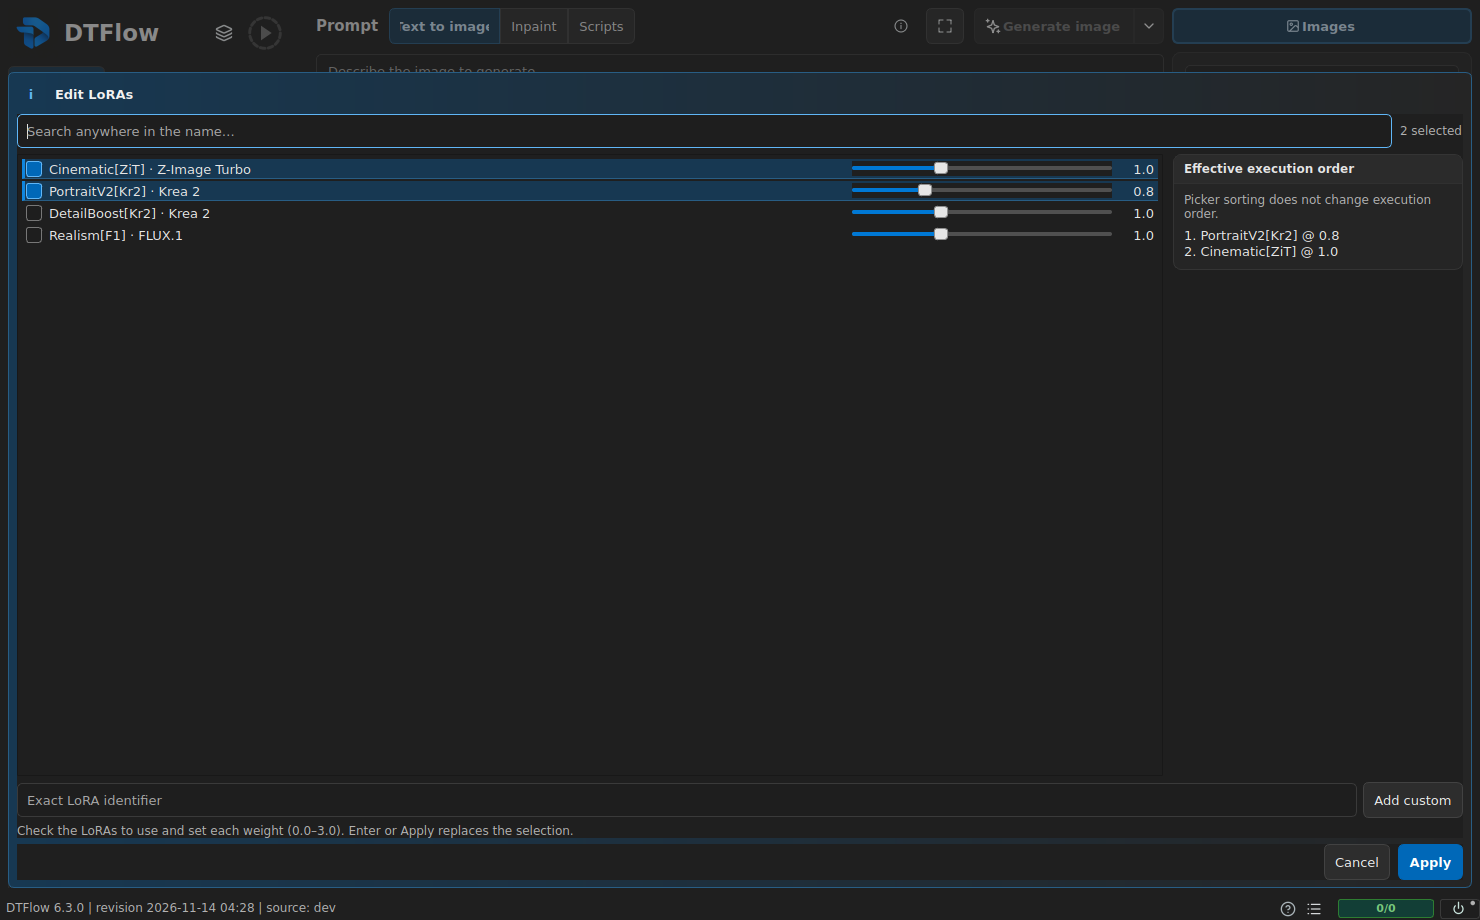 DTFlow
Prompt
Text to image
Inpaint
Scripts
Generate image
Images
Describe the image to generate
Edit LoRAs
Search anywhere in the name...
2 selected
Cinematic[ZiT] · Z-Image Turbo
1.0
PortraitV2[Kr2] · Krea 2
0.8
DetailBoost[Kr2] · Krea 2
1.0
Realism[F1] · FLUX.1
1.0
Effective execution order
Picker sorting does not change execution
order.
1. PortraitV2[Kr2] @ 0.8
2. Cinematic[ZiT] @ 1.0
Exact LoRA identifier
Add custom
Check the LoRAs to use and set each weight (0.0–3.0). Enter or Apply replaces the selection.
Cancel
Apply
DTFlow 6.3.0 | revision 2026-11-14 04:28 | source: dev
0/0